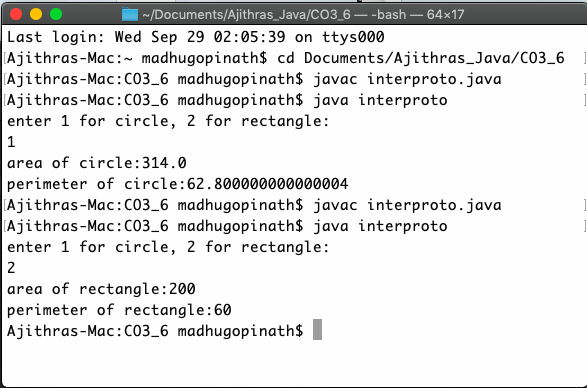 ~/Documents/Ajithras_Java/CO3_6 — -bash — 64×17
Last login: Wed Sep 29 02:05:39 on ttys000
Ajithras-Mac:~ madhugopinath$ cd Documents/Ajithras_Java/CO3_6
Ajithras-Mac:CO3_6 madhugopinath$ javac interproto.java
Ajithras-Mac:CO3_6 madhugopinath$ java interproto
enter 1 for circle, 2 for rectangle:
1
area of circle:314.0
perimeter of circle:62.800000000000004
Ajithras-Mac:CO3_6 madhugopinath$ javac interproto.java
Ajithras-Mac:CO3_6 madhugopinath$ java interproto
enter 1 for circle, 2 for rectangle:
2
area of rectangle:200
perimeter of rectangle:60
Ajithras-Mac:CO3_6 madhugopinath$